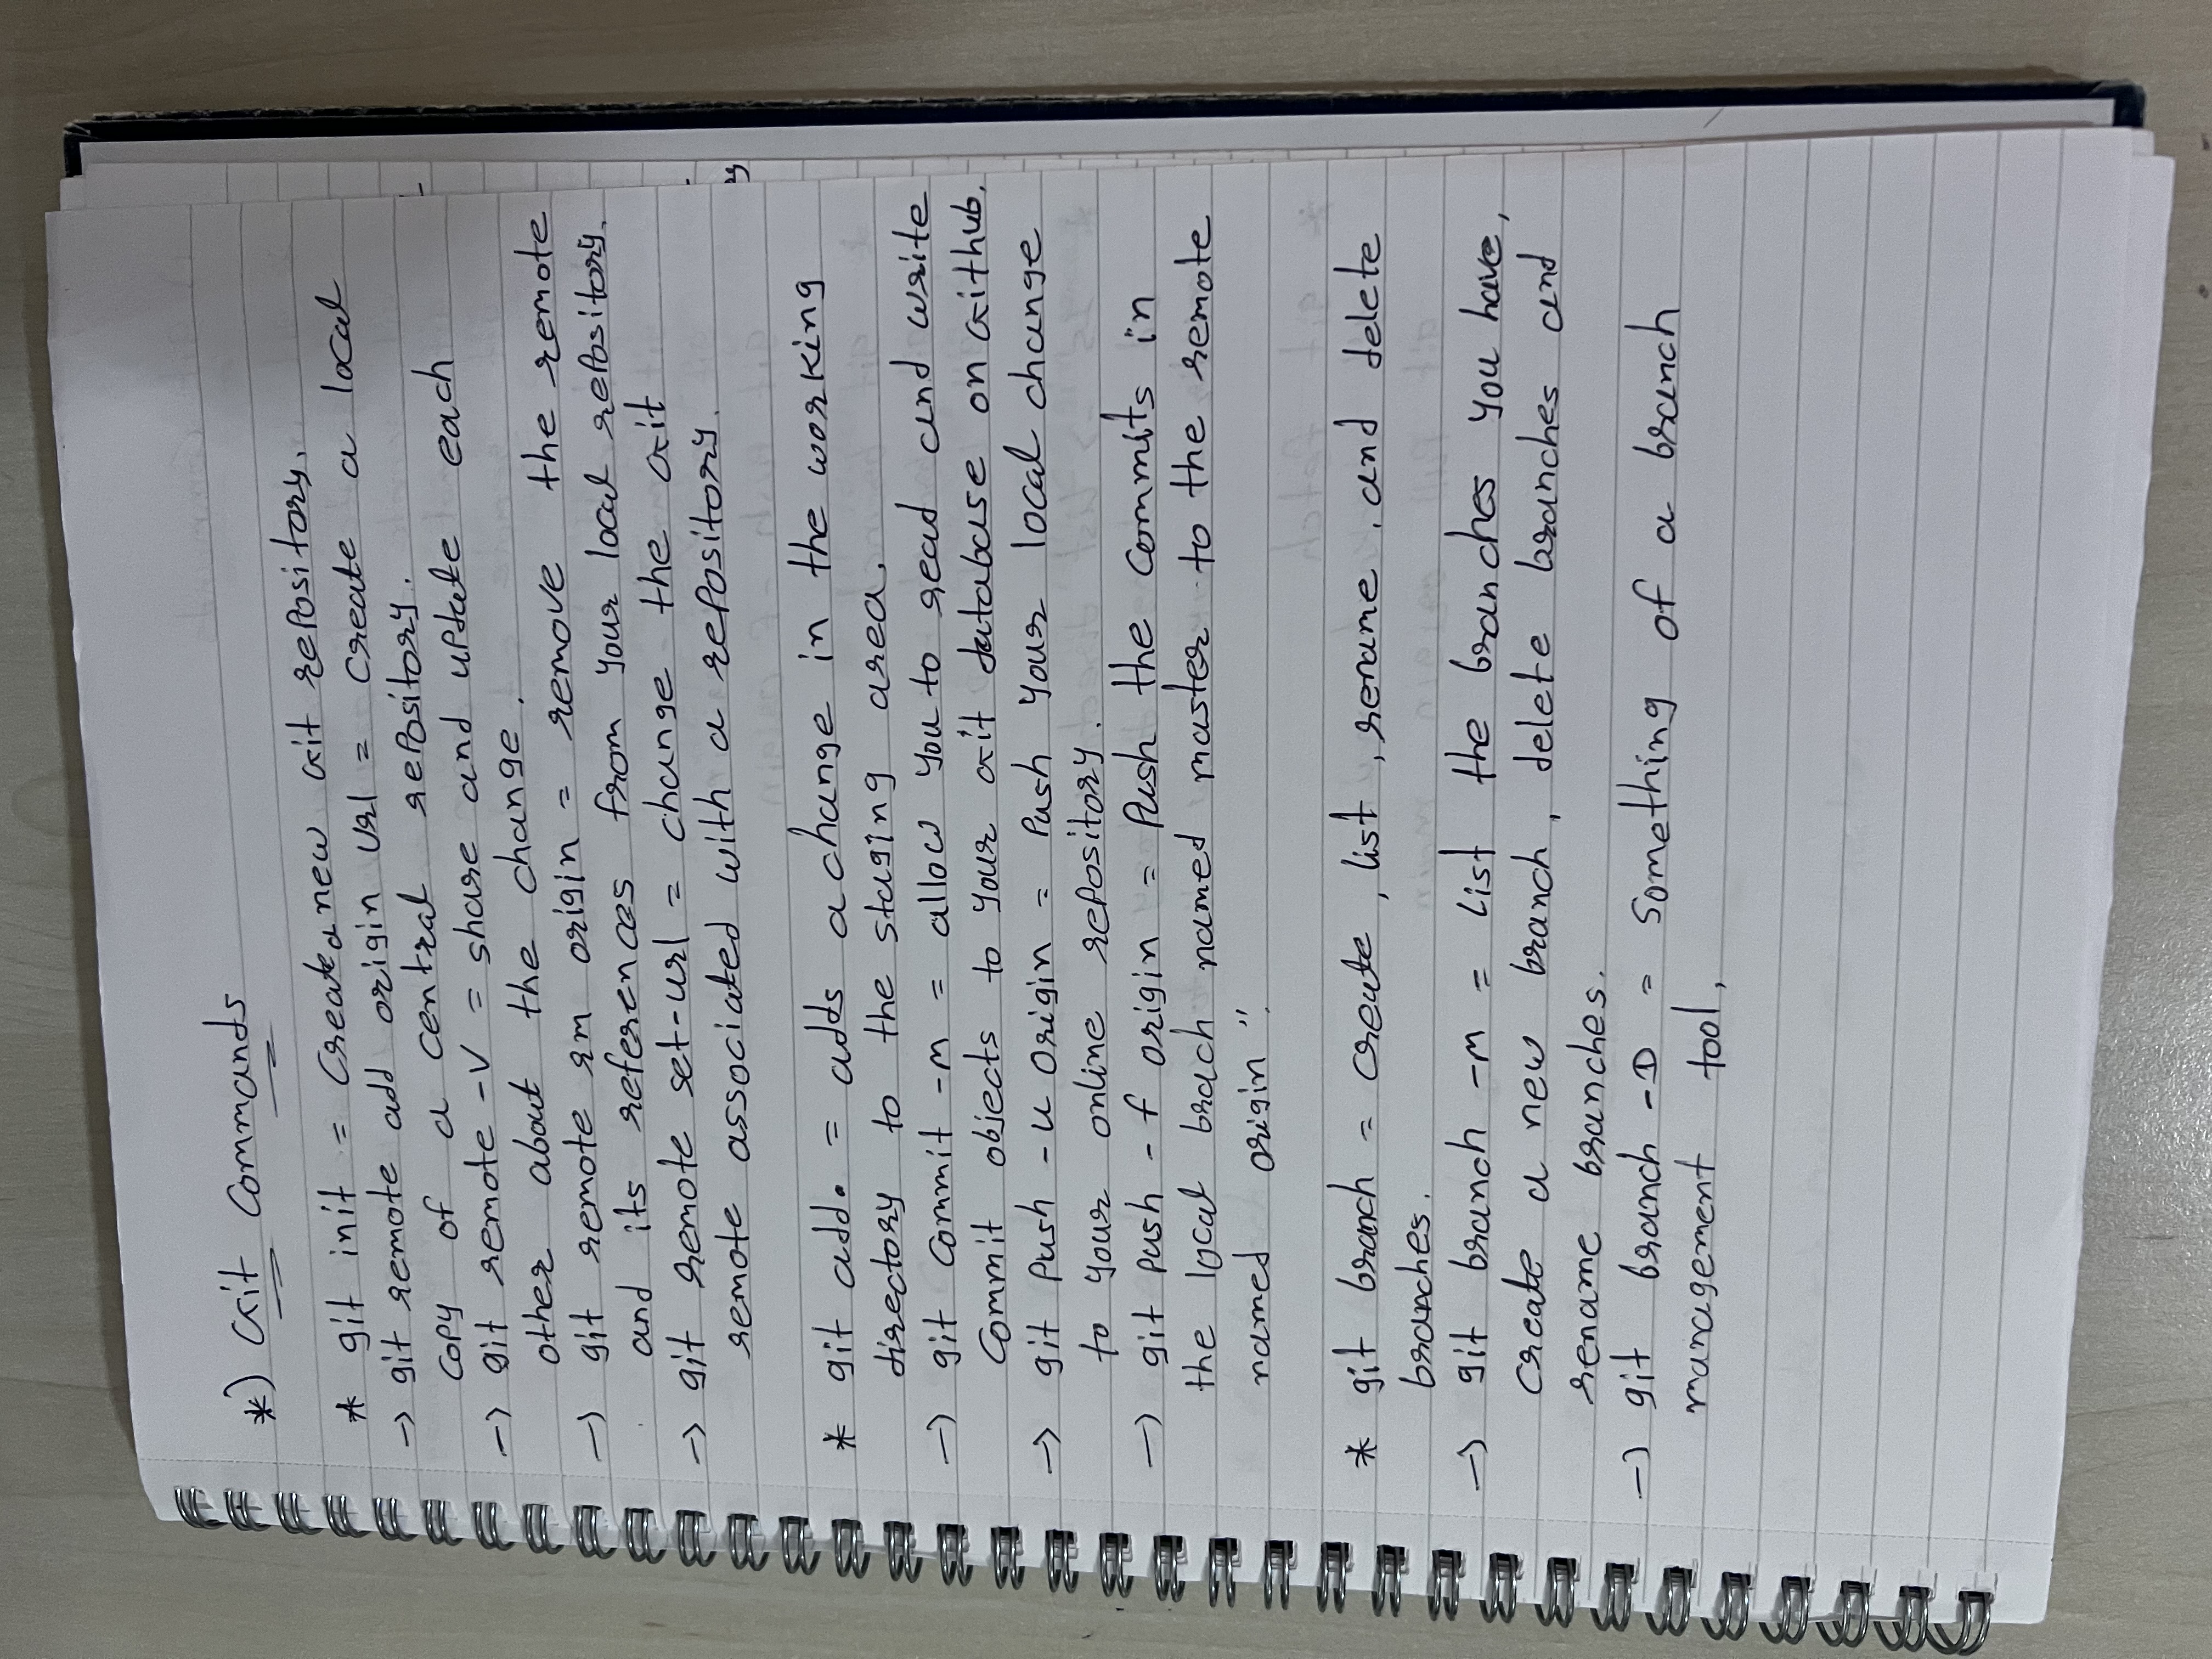 *) Git Commands
* git init = Create a new Git repository.
-> git remote add origin url = create a local
copy of a central repository.
-> git remote -v = share and update each
other about the change.
-> git remote rm origin = remove the remote
and its references from your local repository.
-> git remote set-url = change the Git
remote associated with a repository.
* git add. = adds a change in the working
directory to the staging area.
-> git commit -m = allow you to read and write
commit objects to your Git database on Github.
-> git push -u origin = Push your local change
to your online repository.
-> git push -f origin = Push the commits in
the local brach named master to the remote
named origin ".
* git branch = create, list, rename, and delete
branches.
-> git branch -m = list the branches you have,
create a new branch, delete branches and
rename branches.
-> git branch -D = Something of a branch
management tool,